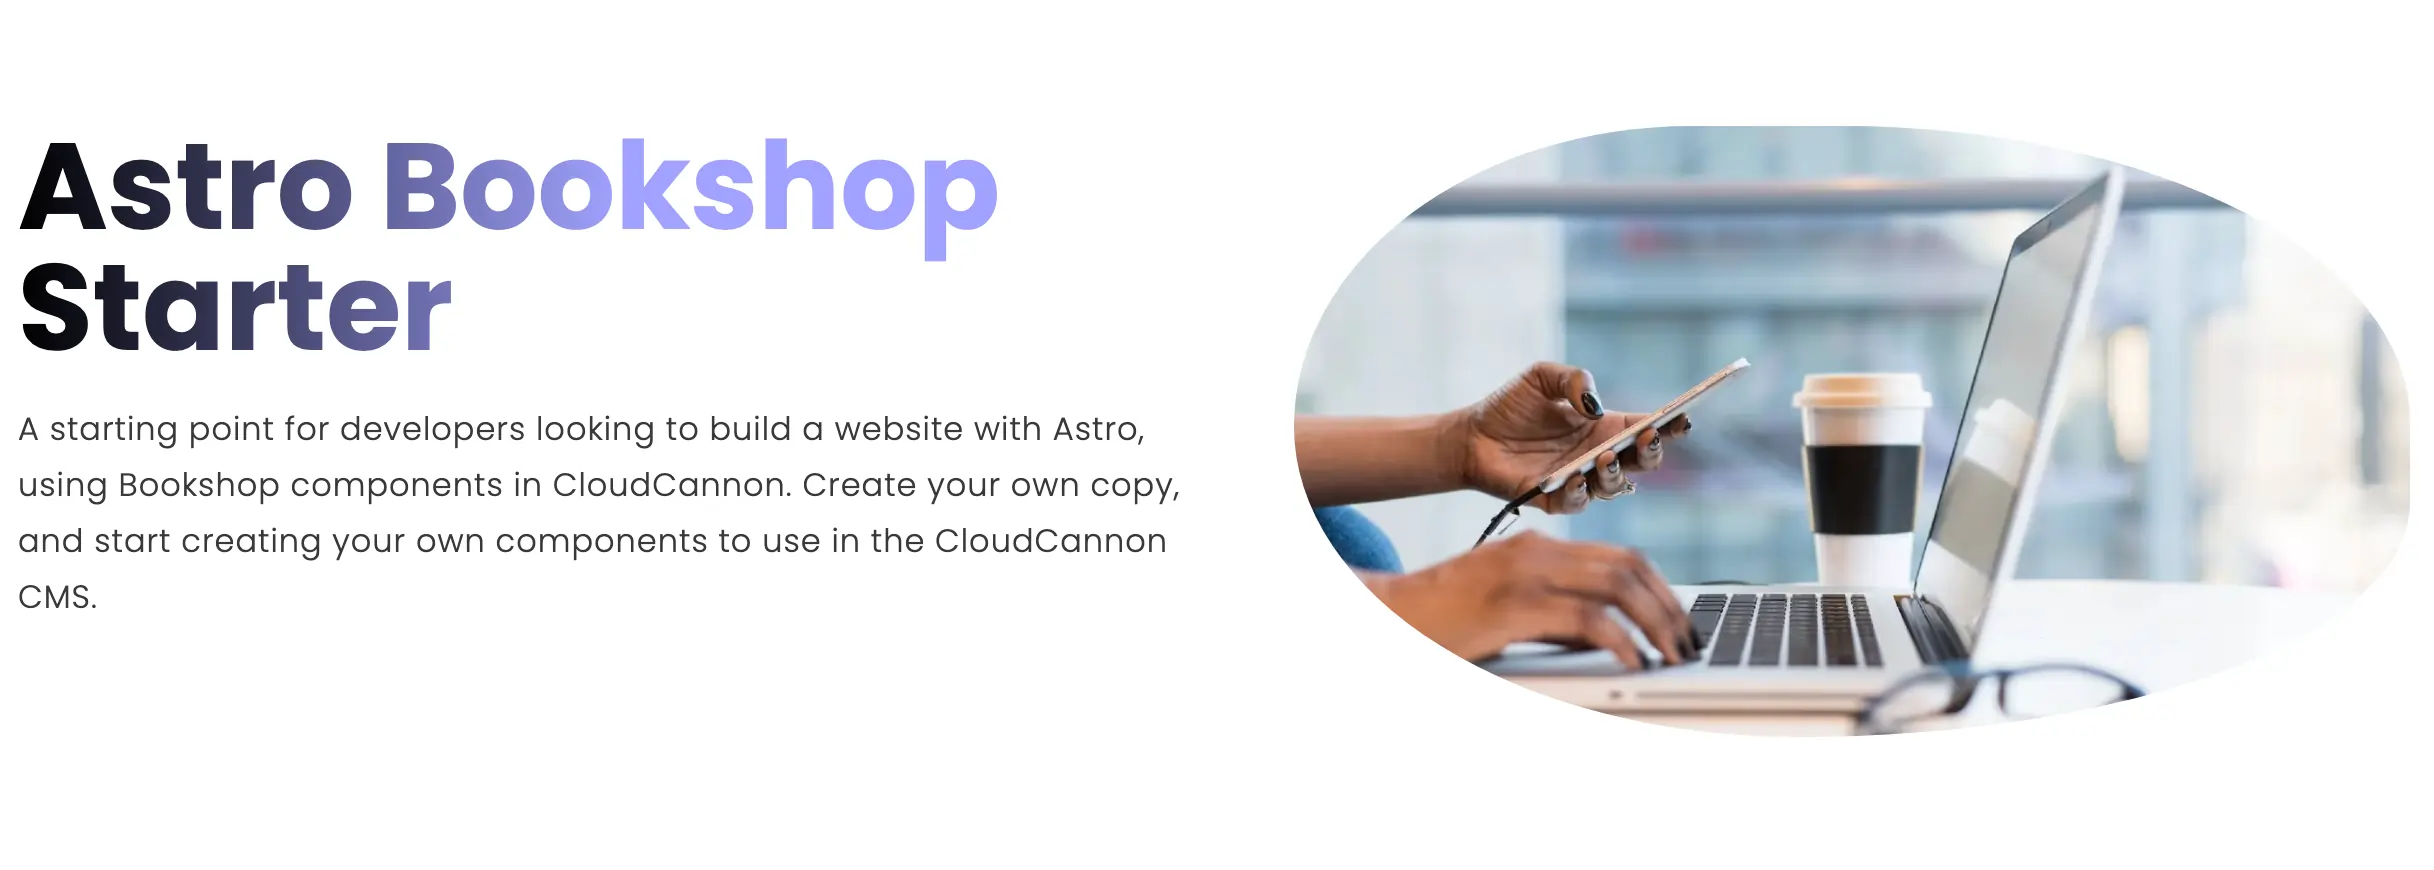 Astro Bookshop
Starter
A starting point for developers looking to build a website with Astro,
using Bookshop components in CloudCannon. Create your own copy,
and start creating your own components to use in the CloudCannon
CMS.